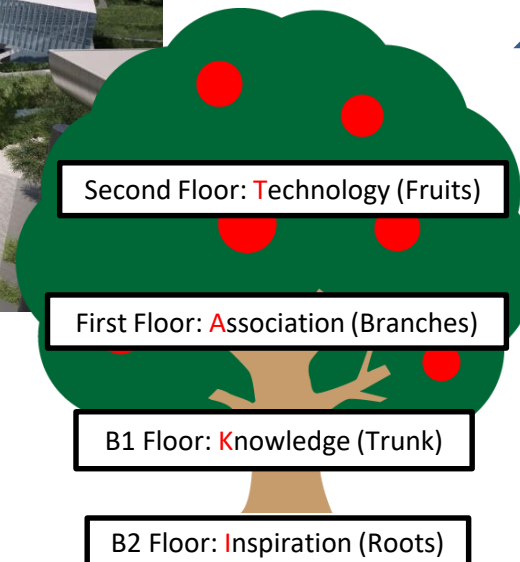 Second Floor: Technology (Fruits)
First Floor: Association (Branches)
B1 Floor: Knowledge (Trunk)
B2 Floor: Inspiration (Roots)